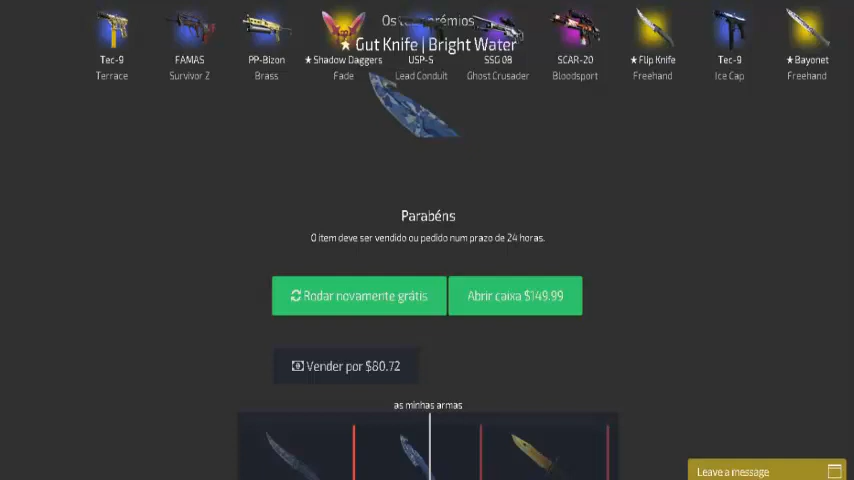 ★ Gut Knife | Bright Water
Tec-9
FAMAS
PP-Bizon
★ Shadow Daggers
USP-S
SSG 08
SCAR-20
★ Flip Knife
Tec-9
★ Bayonet
Terrace
Survivor Z
Brass
Fade
Lead Conduit
Ghost Crusader
Bloodsport
Freehand
Ice Cap
Freehand
Parabéns
O item deve ser vendido ou pedido num prazo de 24 horas.
Rodar novamente grátis
Abrir caixa $149.99
Vender por $80.72
as minhas armas
Leave a message